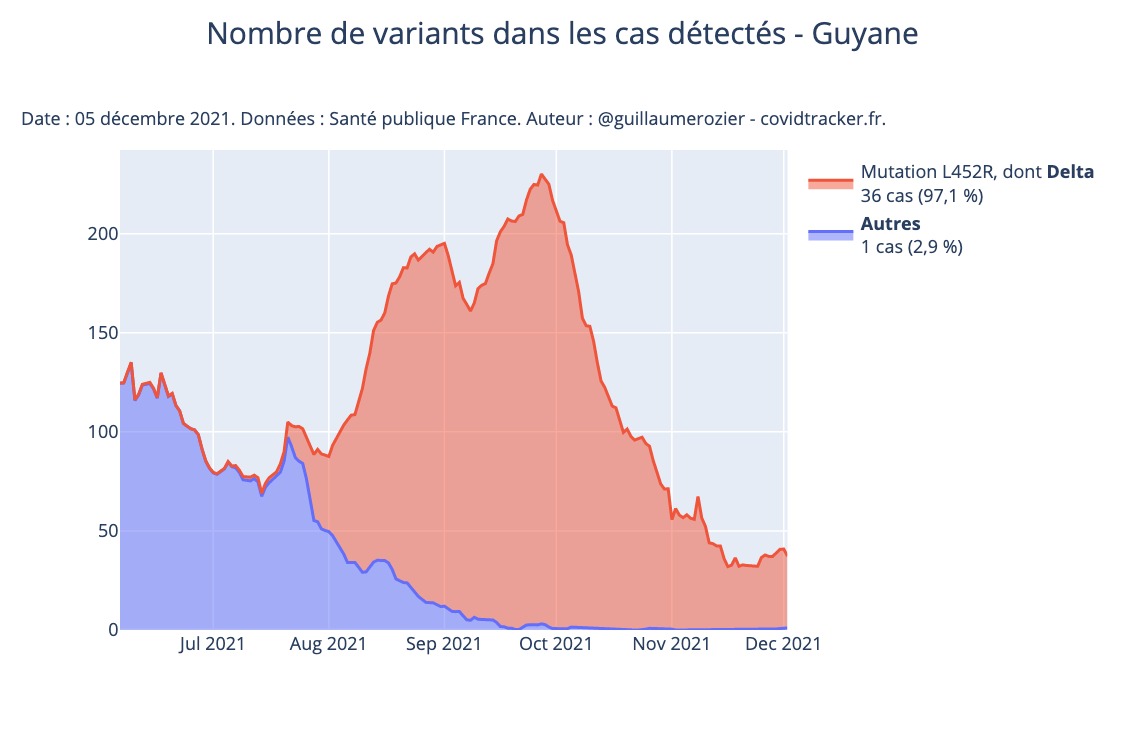 Nombre de variants dans les cas détectés - Guyane
Date : 05 décembre 2021. Données : Santé publique France. Auteur : @guillaumerozier - covidtracker.fr.
Mutation L452R, dont Delta
36 cas (97,1 %)
Autres
1 cas (2,9 %)
200
150
100
50
0
Jul 2021
Aug 2021
Sep 2021
Oct 2021
Nov 2021
Dec 2021